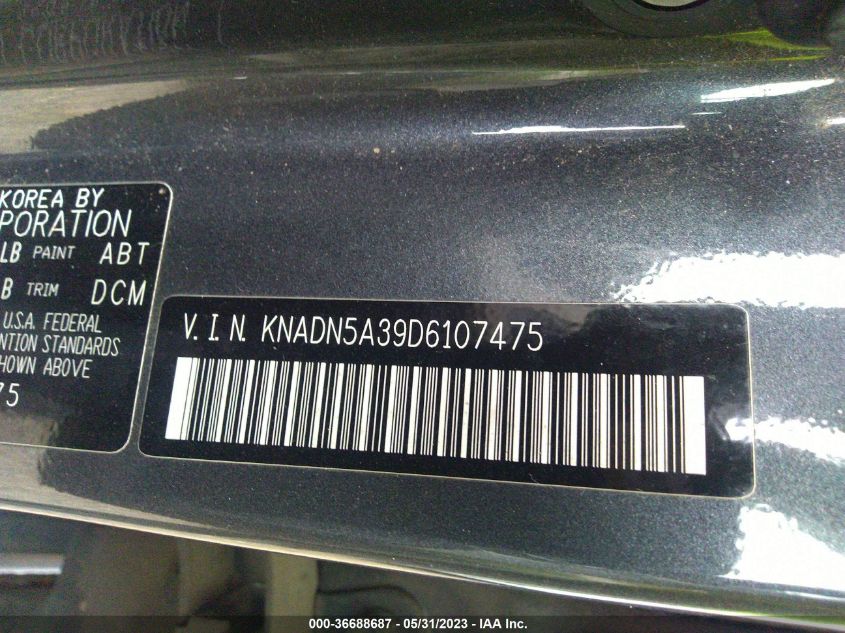 KOREA BY
PORATION
LB PAINT ABT
B TRIM DCM
U.S.A. FEDERAL
NTION STANDARDS
HOWN ABOVE
75
V.I.N. KNADN5A39D6107475
000-36688687 - 05/31/2023 - IAA Inc.